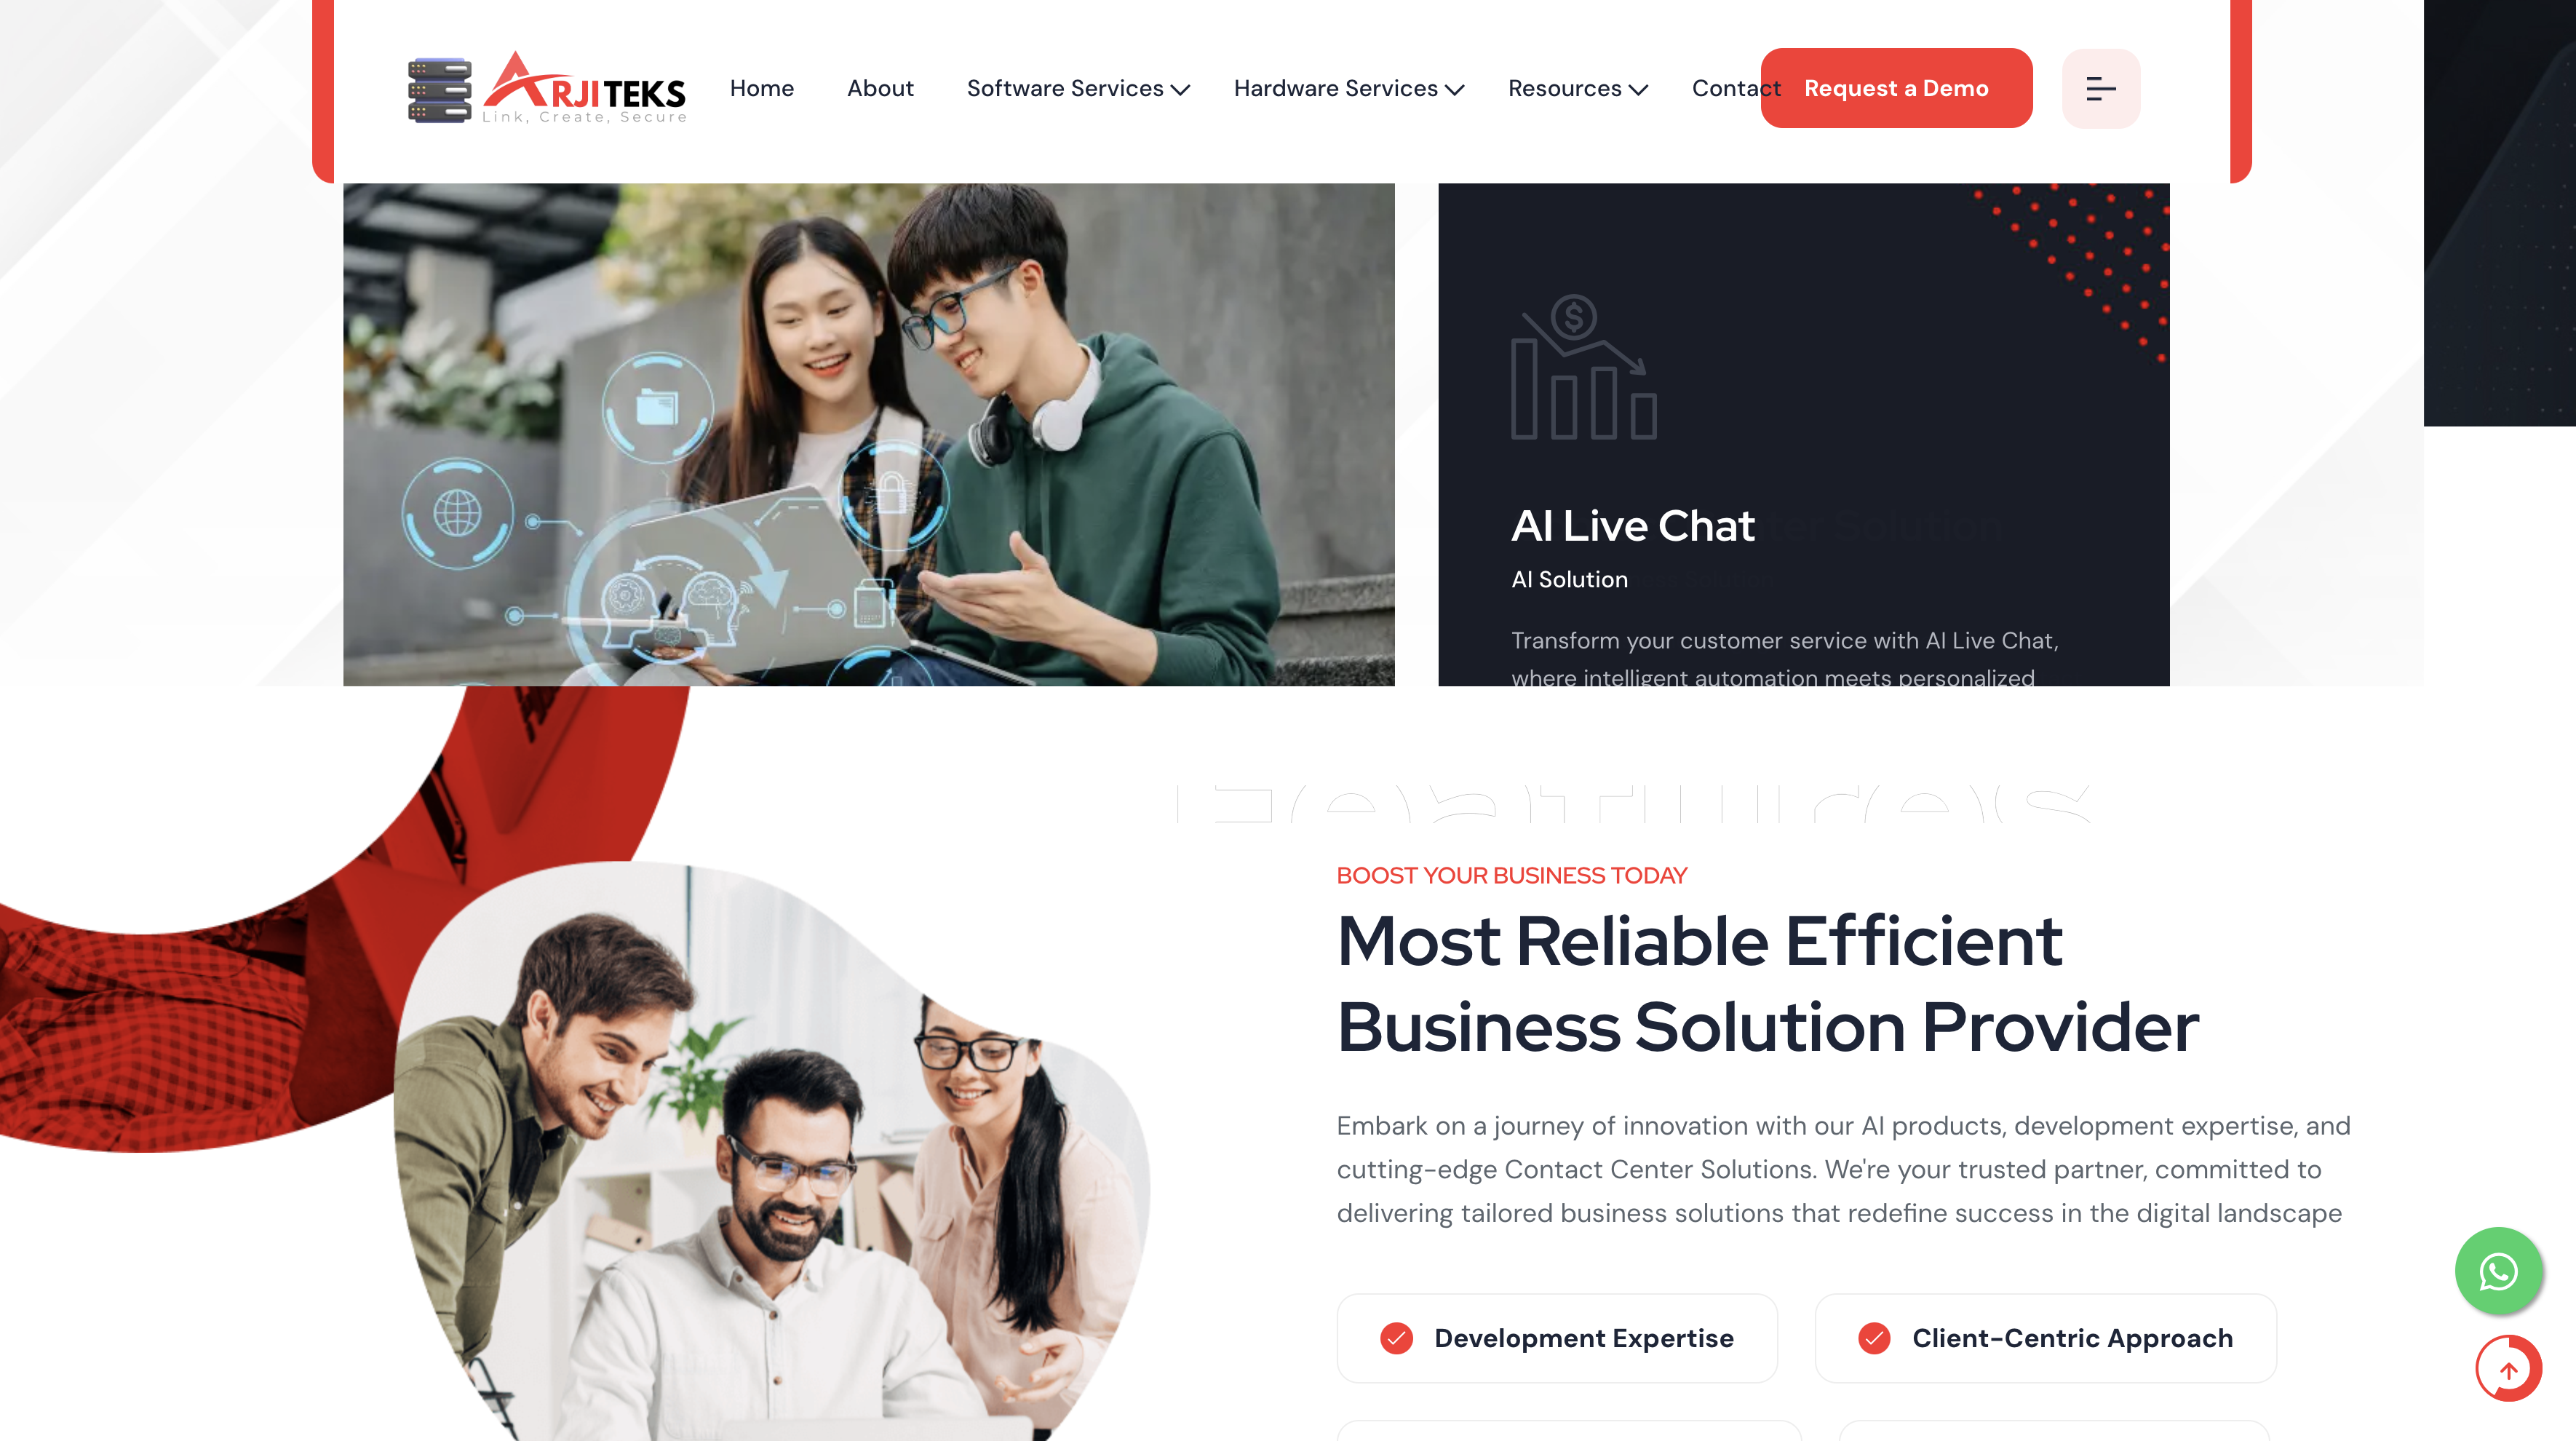 ARJITEKS
Link, Create, Secure
Home
About
Software Services
Hardware Services
Resources
Contact
Request a Demo
AI Live Chat
AI Solution
Transform your customer service with AI Live Chat,
where intelligent automation meets personalized
Features
BOOST YOUR BUSINESS TODAY
Most Reliable Efficient
Business Solution Provider
Embark on a journey of innovation with our AI products, development expertise, and
cutting-edge Contact Center Solutions. We're your trusted partner, committed to
delivering tailored business solutions that redefine success in the digital landscape
Development Expertise
Client-Centric Approach